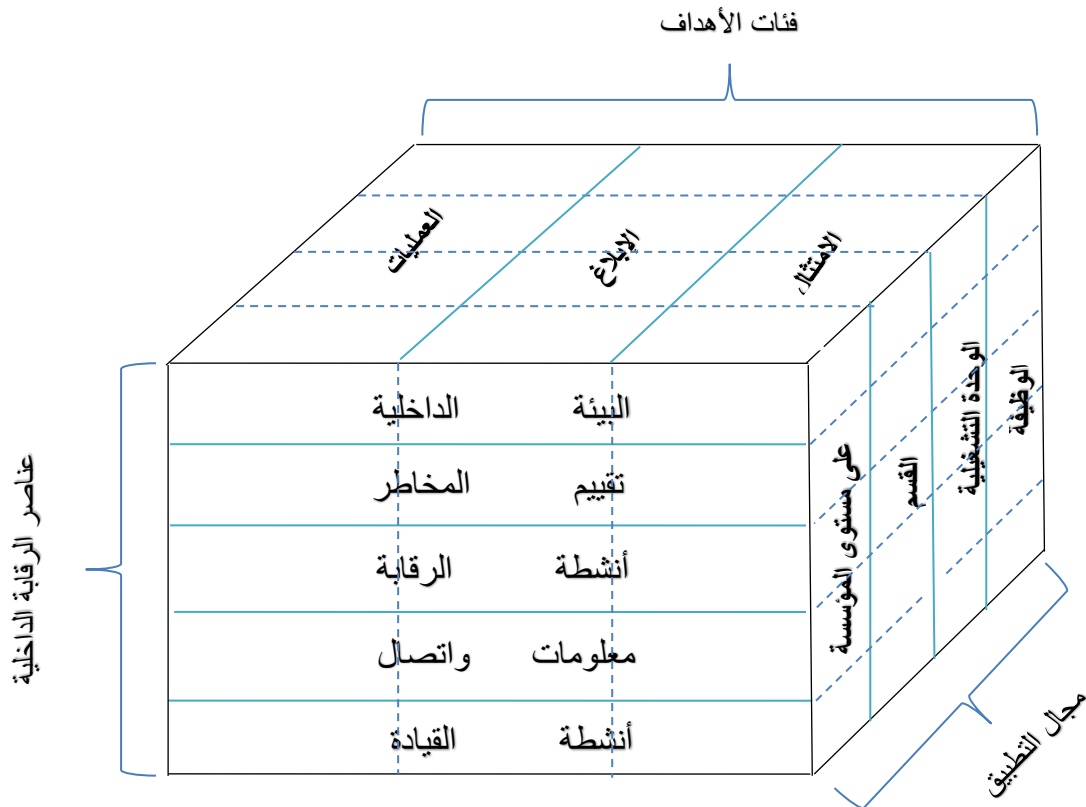 فئات الأهداف
العمليات
الإبلاغ
الامتثال
البيئة الداخلية
تقييم المخاطر
أنشطة الرقابة
معلومات واتصال
أنشطة القيادة
عناصر الرقابة الداخلية
على مستوى المؤسسة
القسم
الوحدة التشغيلية
الوظيفة
مجال التطبيق